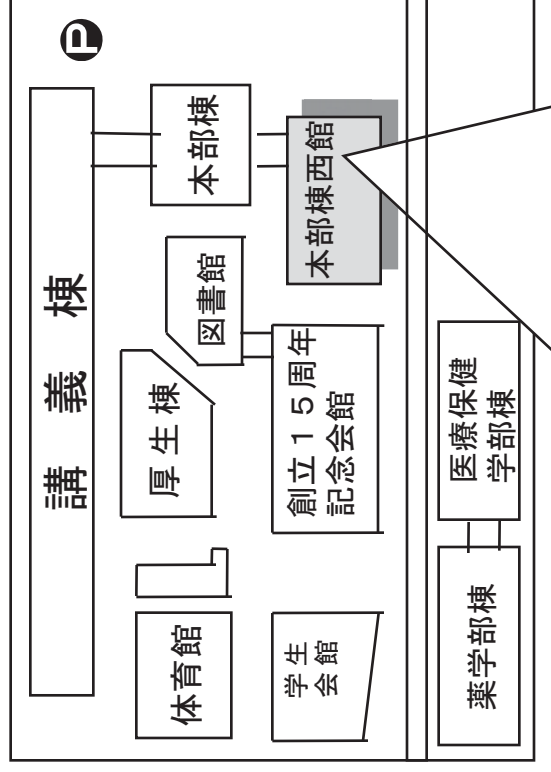 P
講義棟
本部棟
本部棟西館
図書館
厚生棟
創立１５周年
記念会館
体育館
学生
会館
医療保健
学部棟
薬学部棟